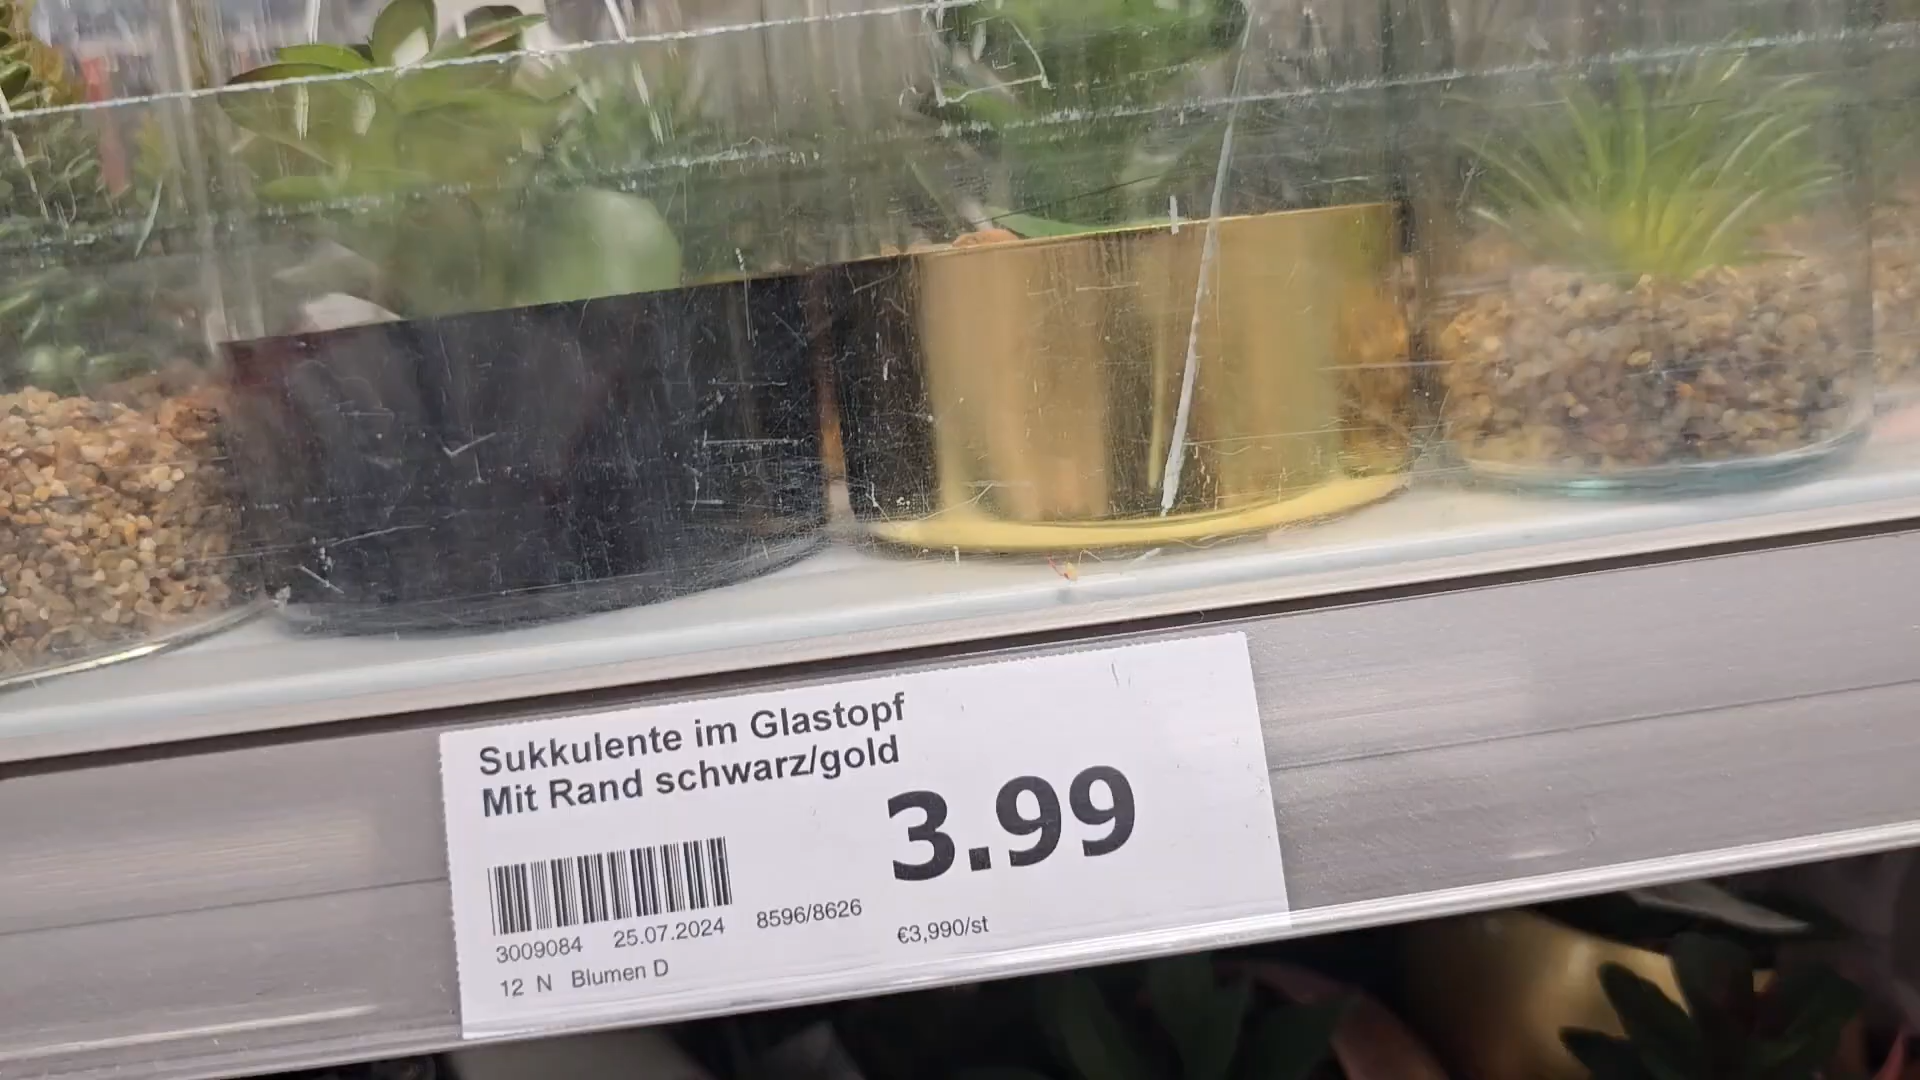 Sukkulente im Glastopf
Mit Rand schwarz/gold
3.99
3009084 25.07.2024 8596/8626
€3,990/st
12 N Blumen D